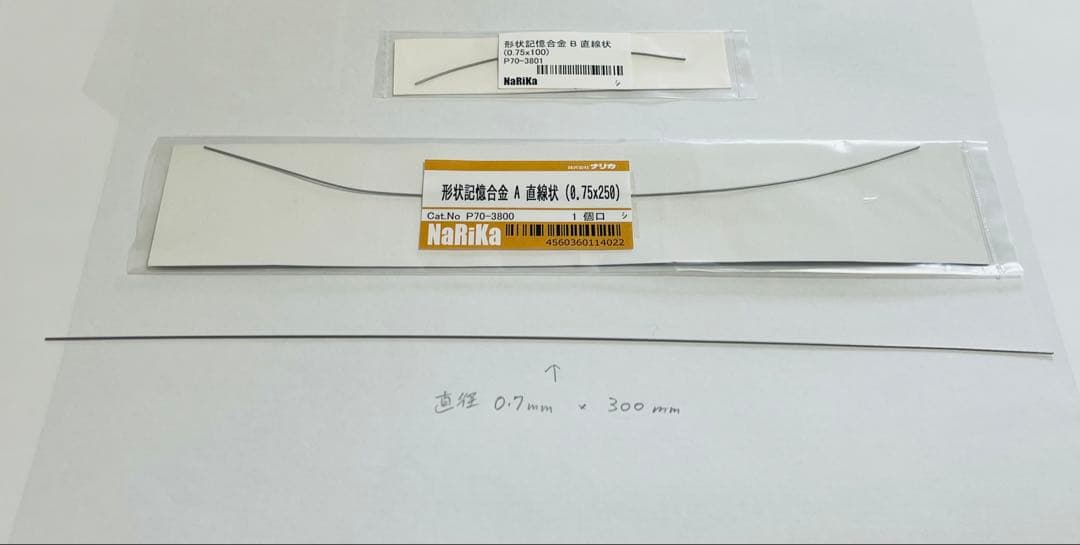 形状記憶合金 B 直線状
(0.75x100)
P70-3801
NaRiKa
シ
株式会社 ナリカ
形状記憶合金 A 直線状 (0.75x250)
Cat.No P70-3800 1 個口 シ
NaRiKa
4560360114022
↑
直径 0.7mm × 300mm